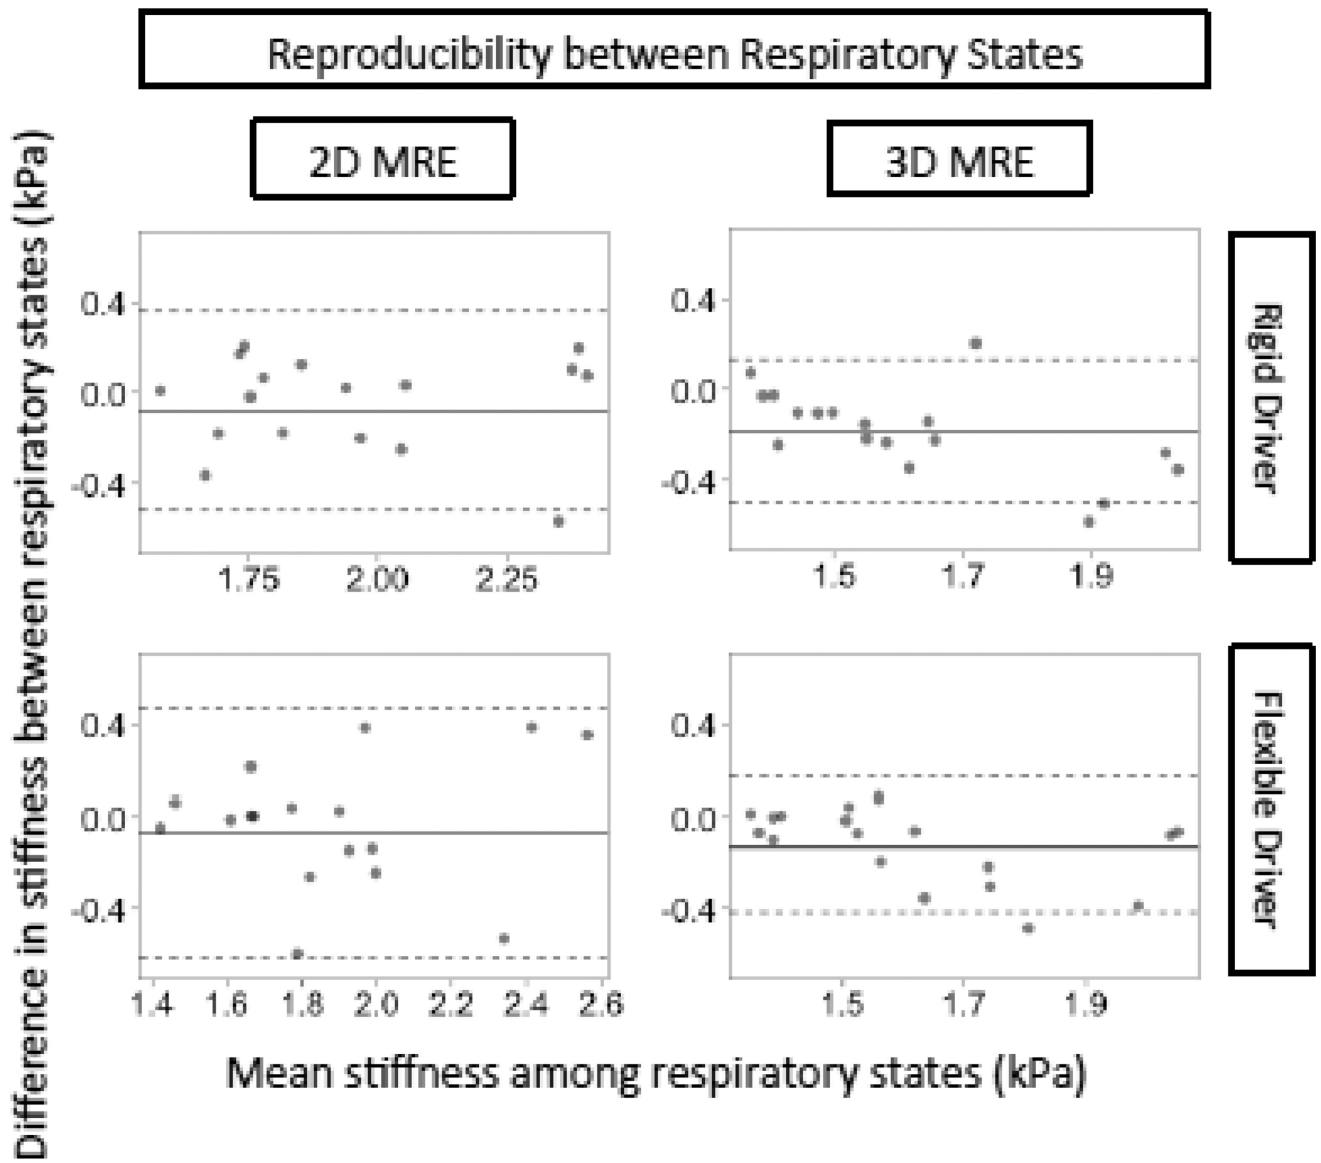 Reproducibility between Respiratory States
2D MRE
3D MRE
Difference in stiffness between respiratory states (kPa)
0.4
0.0
-0.4
1.75 2.00 2.25
0.4
0.0
-0.4
1.5 1.7 1.9
Rigid Driver
0.4
0.0
-0.4
1.4 1.6 1.8 2.0 2.2 2.4 2.6
0.4
0.0
-0.4
1.5 1.7 1.9
Flexible Driver
Mean stiffness among respiratory states (kPa)